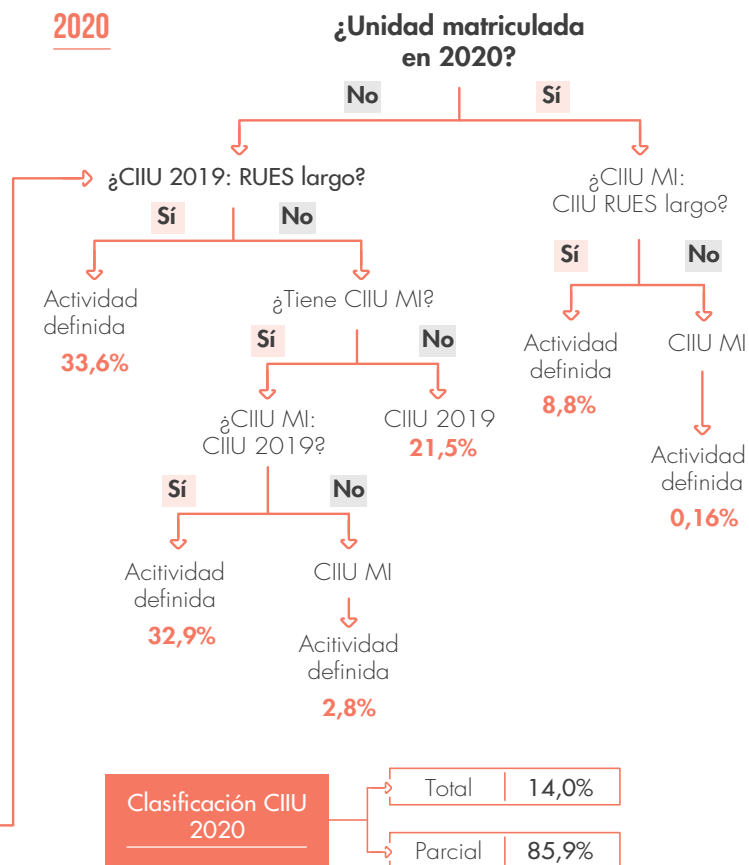 2020
¿Unidad matriculada
en 2020?
No
Sí
¿CIIU 2019: RUES largo?
Sí
No
Actividad
definida
33,6%
¿Tiene CIIU MI?
Sí
No
¿CIIU MI:
CIIU 2019?
CIIU 2019
21,5%
Sí
No
Acitividad
definida
32,9%
CIIU MI
Acitividad
definida
2,8%
¿CIIU MI:
CIIU RUES largo?
Sí
No
Actividad
definida
8,8%
CIIU MI
Actividad
definida
0,16%
Clasificación CIIU
2020
Total 14,0%
Parcial 85,9%